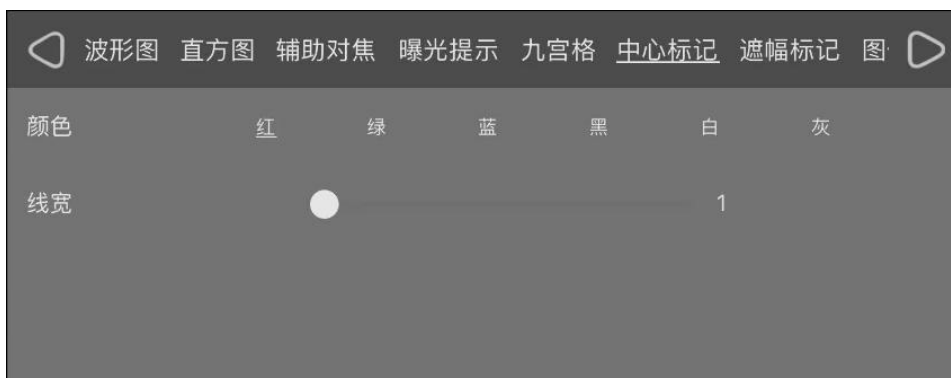 波形图 直方图 辅助对焦 曝光提示 九宫格 中心标记 遮幅标记 图
颜色 红 绿 蓝 黑 白 灰
线宽 1